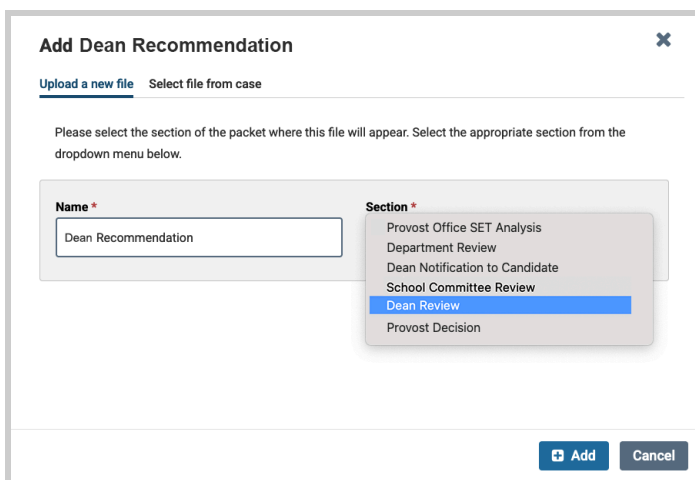 Add Dean Recommendation
Upload a new file Select file from case
Please select the section of the packet where this file will appear. Select the appropriate section from the
dropdown menu below.
Name * Section *
Dean Recommendation
Provost Office SET Analysis
Department Review
Dean Notification to Candidate
School Committee Review
Dean Review
Provost Decision
Add Cancel